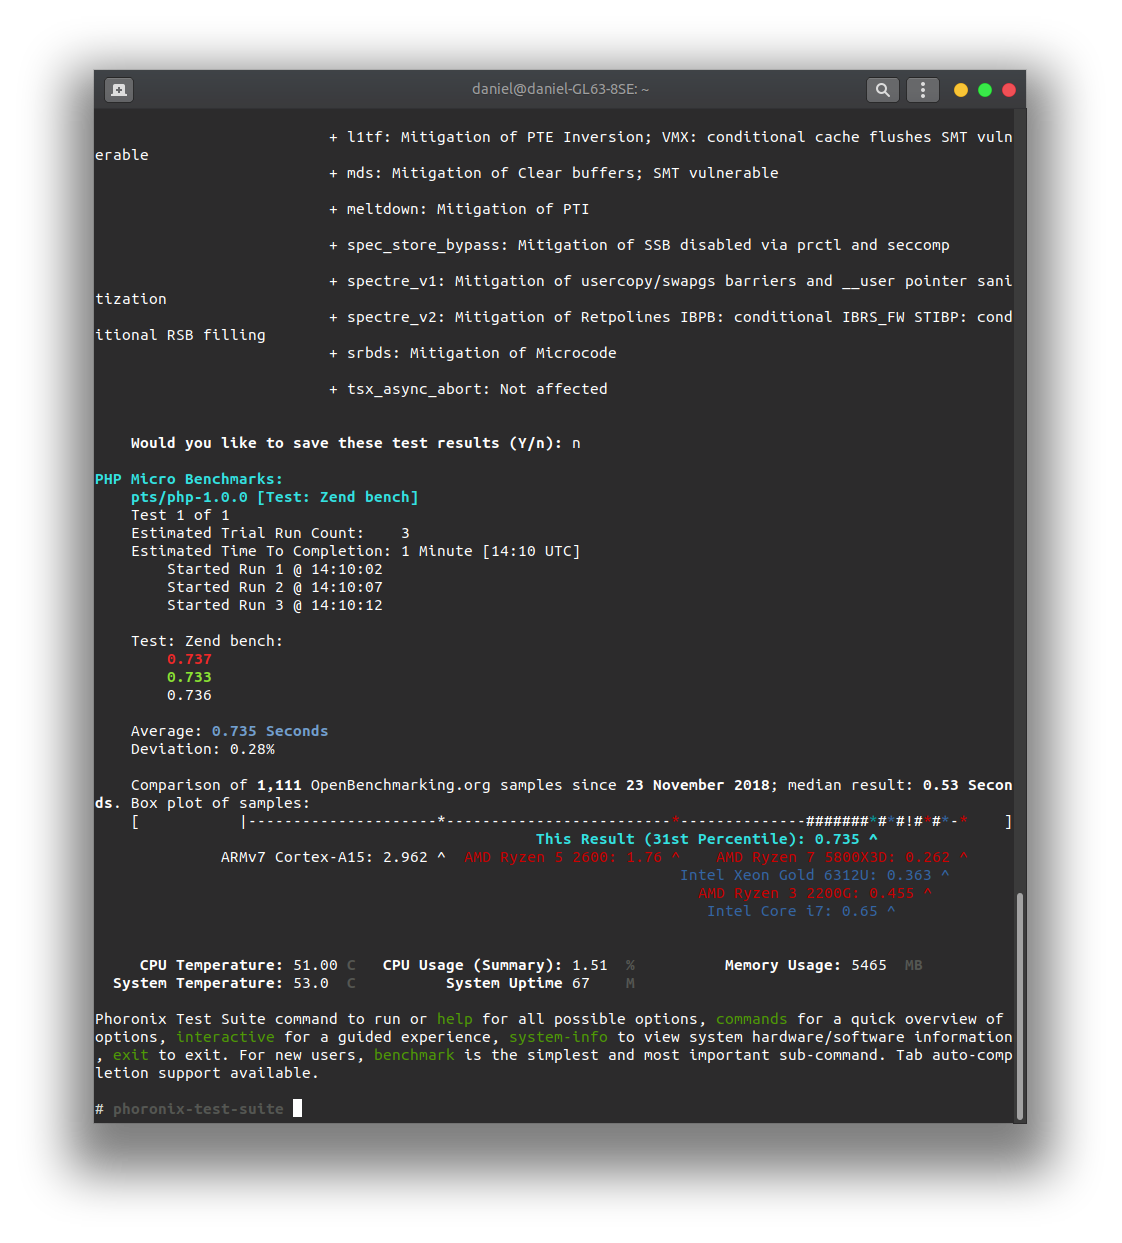 daniel@daniel-GL63-8SE: ~
+ l1tf: Mitigation of PTE Inversion; VMX: conditional cache flushes SMT vuln
erable
+ mds: Mitigation of Clear buffers; SMT vulnerable
+ meltdown: Mitigation of PTI
+ spec_store_bypass: Mitigation of SSB disabled via prctl and seccomp
+ spectre_v1: Mitigation of usercopy/swapgs barriers and __user pointer sani
tization
+ spectre_v2: Mitigation of Retpolines IBPB: conditional IBRS_FW STIBP: cond
itional RSB filling
+ srbds: Mitigation of Microcode
+ tsx_async_abort: Not affected
Would you like to save these test results (Y/n): n
PHP Micro Benchmarks:
pts/php-1.0.0 [Test: Zend bench]
Test 1 of 1
Estimated Trial Run Count:    3
Estimated Time To Completion: 1 Minute [14:10 UTC]
Started Run 1 @ 14:10:02
Started Run 2 @ 14:10:07
Started Run 3 @ 14:10:12
Test: Zend bench:
0.737
0.733
0.736
Average: 0.735 Seconds
Deviation: 0.28%
Comparison of 1,111 OpenBenchmarking.org samples since 23 November 2018; median result: 0.53 Secon
ds. Box plot of samples:
[           |---------------------*-------------------------*--------------#######*#*#!#*#*-*    ]
This Result (31st Percentile): 0.735 ^
ARMv7 Cortex-A15: 2.962 ^  AMD Ryzen 5 2600: 1.76 ^    AMD Ryzen 7 5800X3D: 0.262 ^
Intel Xeon Gold 6312U: 0.363 ^
AMD Ryzen 3 2200G: 0.455 ^
Intel Core i7: 0.65 ^
CPU Temperature: 51.00 C   CPU Usage (Summary): 1.51  %          Memory Usage: 5465  MB
System Temperature: 53.0  C          System Uptime 67    M
Phoronix Test Suite command to run or help for all possible options, commands for a quick overview of
options, interactive for a guided experience, system-info to view system hardware/software information
, exit to exit. For new users, benchmark is the simplest and most important sub-command. Tab auto-comp
letion support available.
# phoronix-test-suite